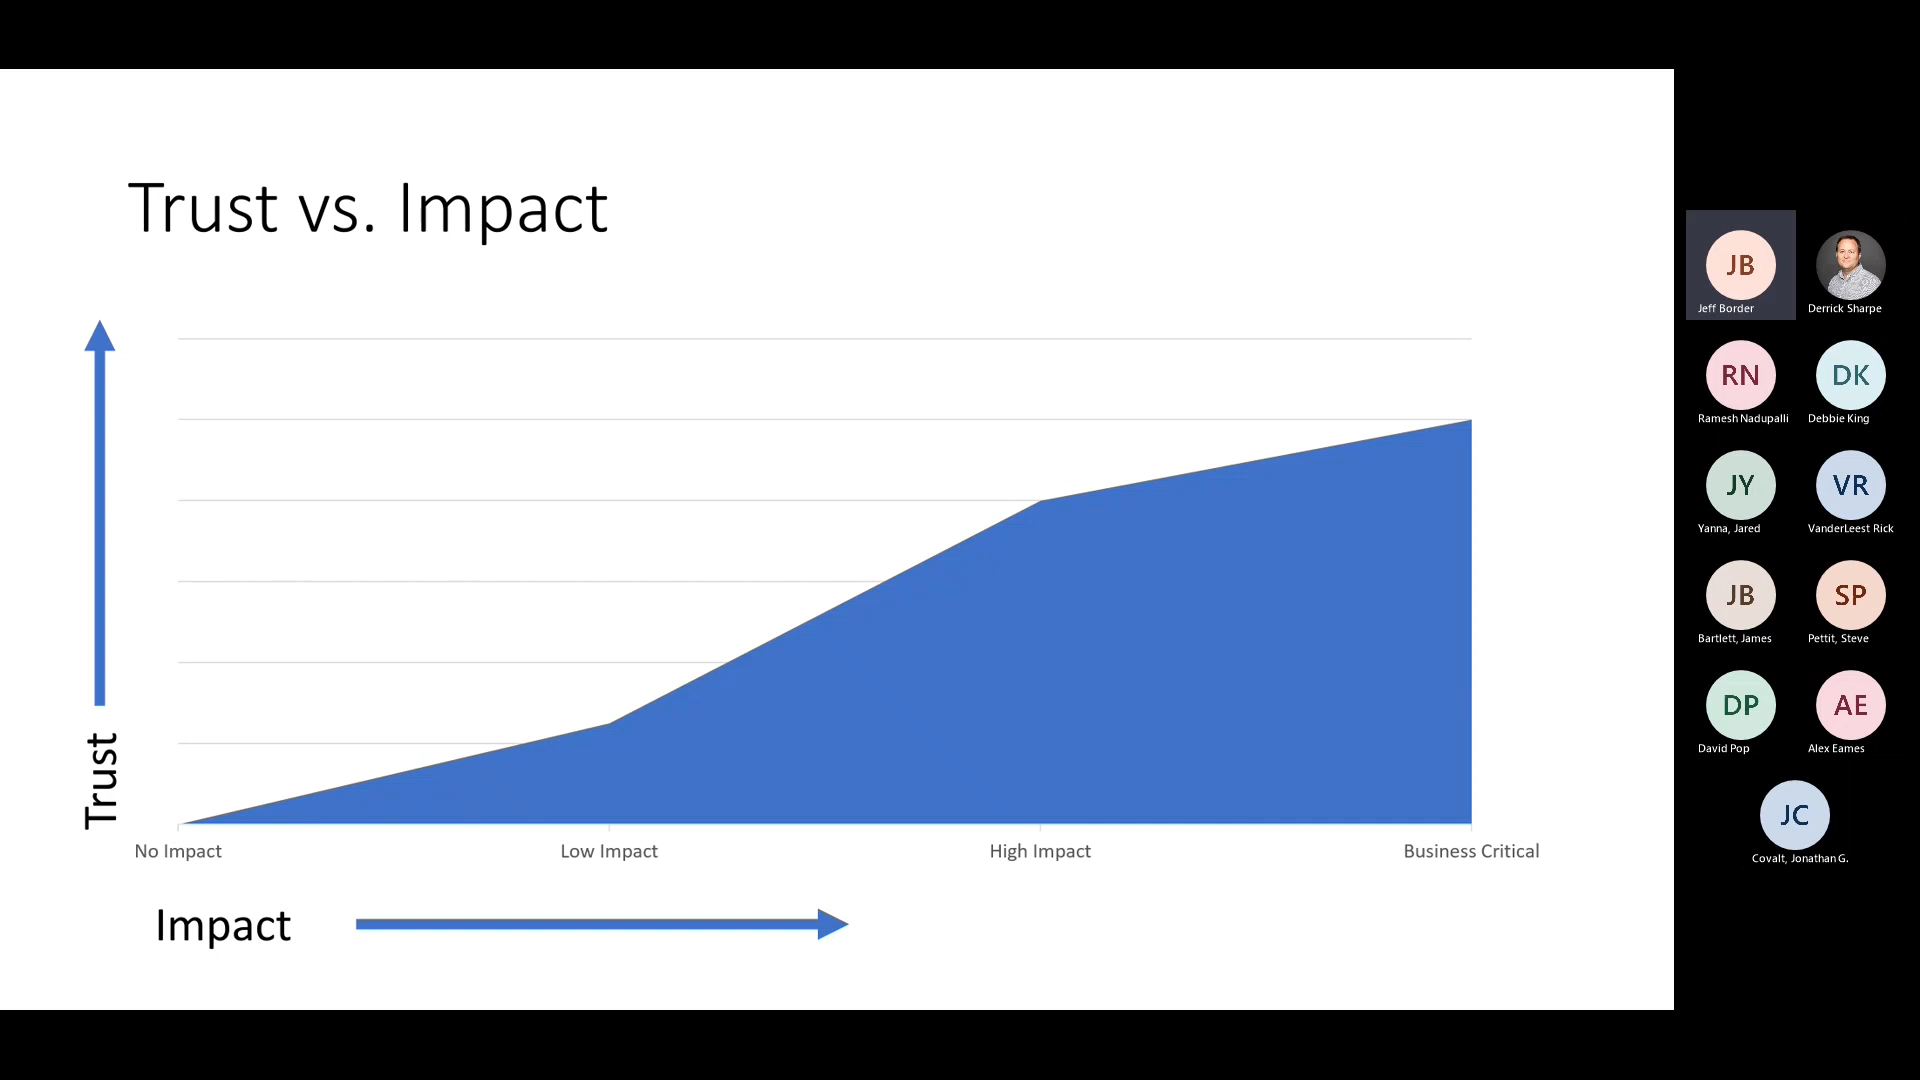 Trust vs. Impact
Trust
No Impact
Low Impact
High Impact
Business Critical
Impact
JB
Jeff Border
Derrick Sharpe
RN
Ramesh Nadupalli
DK
Debbie King
JY
Yanna, Jared
VR
VanderLeest Rick
JB
Bartlett, James
SP
Pettit, Steve
DP
David Pop
AE
Alex Eames
JC
Covalt, Jonathan G.